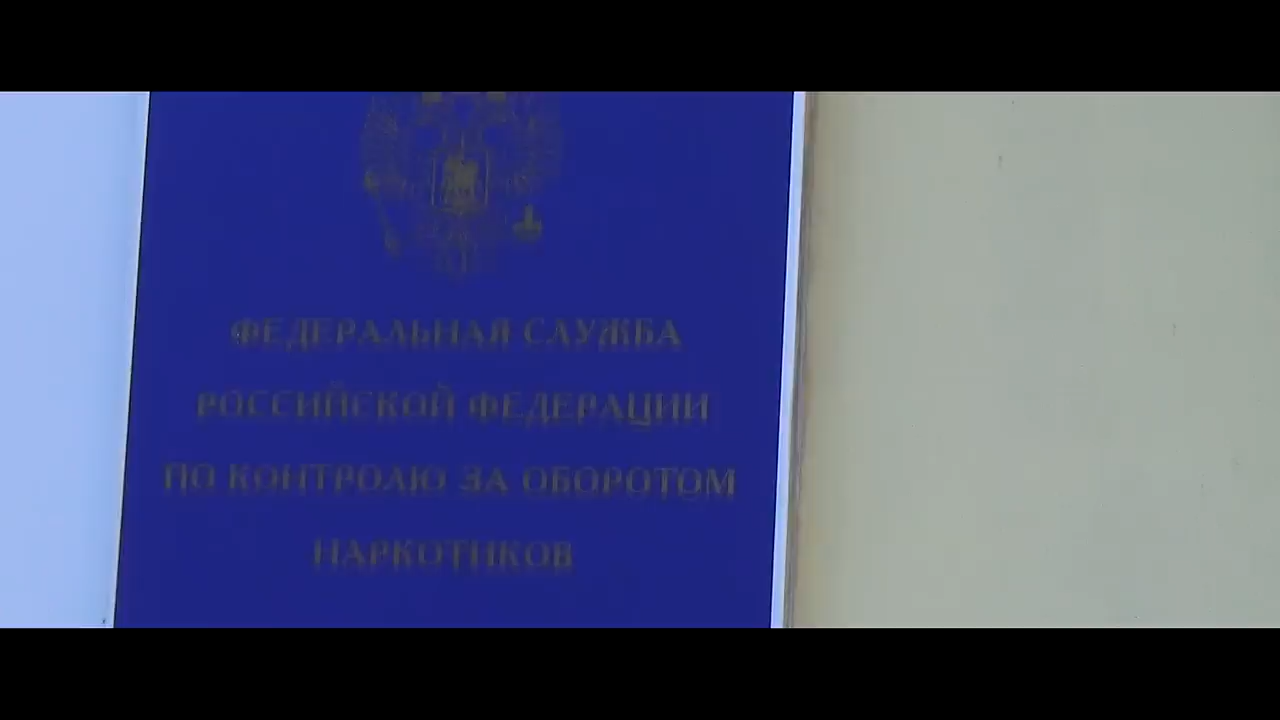 ФЕДЕРАЛЬНАЯ СЛУЖБА
РОССИЙСКОЙ ФЕДЕРАЦИИ
ПО КОНТРОЛЮ ЗА ОБОРОТОМ
НАРКОТИКОВ